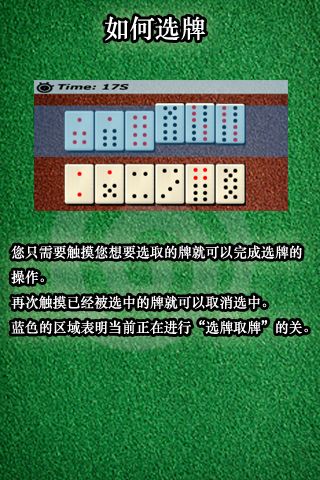 如何选牌
Time: 17S
您只需要触摸您想要选取的牌就可以完成选牌的
操作。
再次触摸已经被选中的牌就可以取消选中。
蓝色的区域表明当前正在进行“选牌取牌”的关。